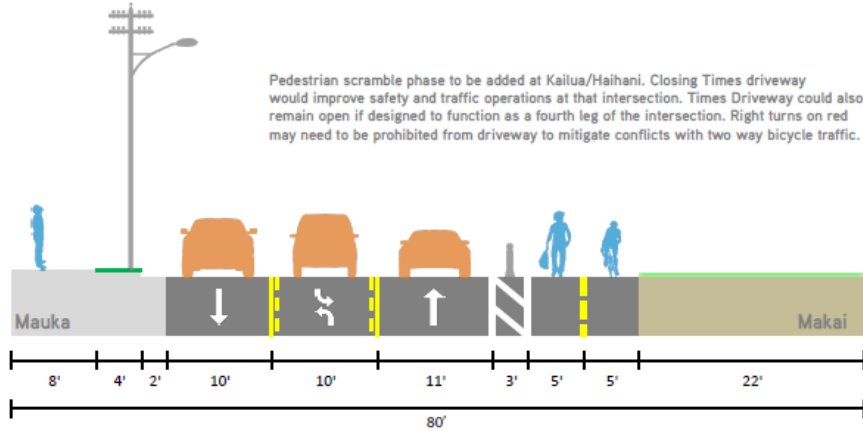 Pedestrian scramble phase to be added at Kailua/Haihani. Closing Times driveway
would improve safety and traffic operations at that intersection. Times Driveway could also
remain open if designed to function as a fourth leg of the intersection. Right turns on red
may need to be prohibited from driveway to mitigate conflicts with two way bicycle traffic.
Mauka Makai
8' 4' 2' 10' 10' 11' 3' 5' 5' 22'
80'